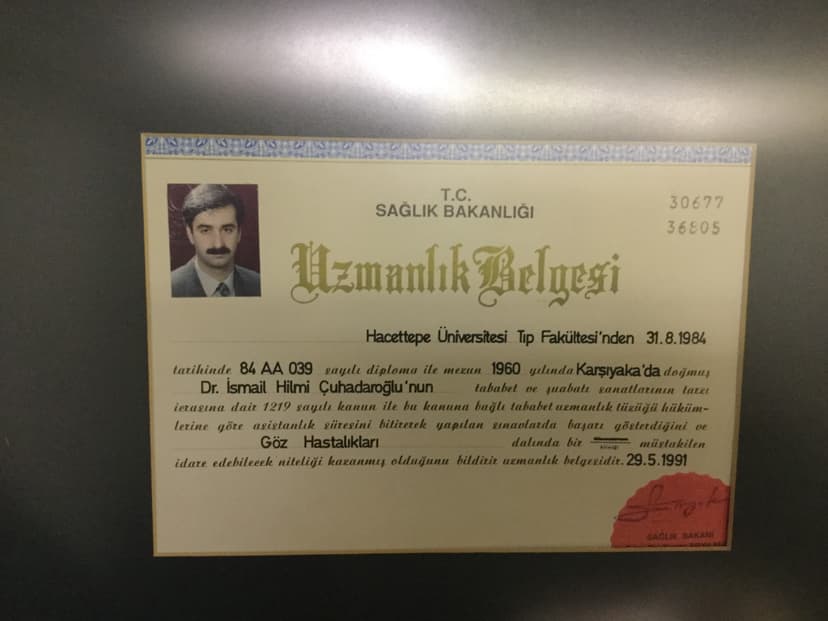 T.C.
SAĞLIK BAKANLIĞI
30677
36805
Uzmanlık Belgesi
Hacettepe Üniversitesi Tıp Fakültesi'nden 31.8.1984
tarihinde 84 AA 039 sayılı diploma ile mezun 1960 yılında Karşıyaka'da doğmuş
Dr. İsmail Hilmi Çuhadaroğlu'nun tababet ve şuabatı sanatlarının tarzı
icrasına dair 1219 sayılı kanun ile bu kanuna bağlı tababet uzmanlık tüzüğü hüküm-
lerine göre asistanlık süresini bitirerek yapılan sınavlarda başarı gösterdiğini ve
Göz Hastalıkları dalında bir müstakilen
idare edebilecek niteliği kazanmış olduğunu bildirir uzmanlık belgesidir. 29.5.1991
SAĞLIK BAKANI